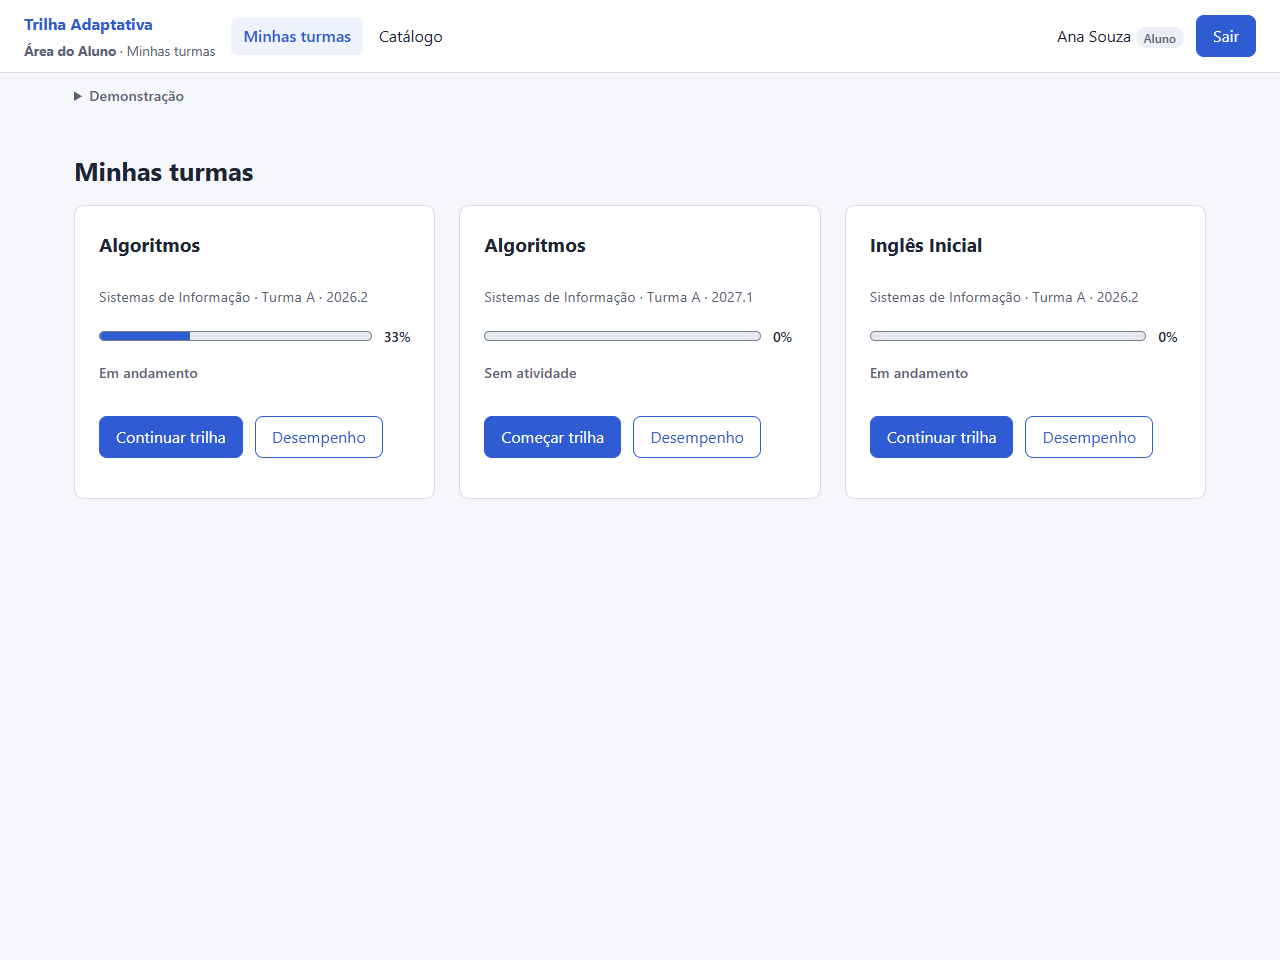 Trilha Adaptativa
Área do Aluno · Minhas turmas
Minhas turmas
Catálogo
Ana Souza
Aluno
Sair
Demonstração
Minhas turmas
Algoritmos
Sistemas de Informação · Turma A · 2026.2
33%
Em andamento
Continuar trilha
Desempenho
Algoritmos
Sistemas de Informação · Turma A · 2027.1
0%
Sem atividade
Começar trilha
Desempenho
Inglês Inicial
Sistemas de Informação · Turma A · 2026.2
0%
Em andamento
Continuar trilha
Desempenho